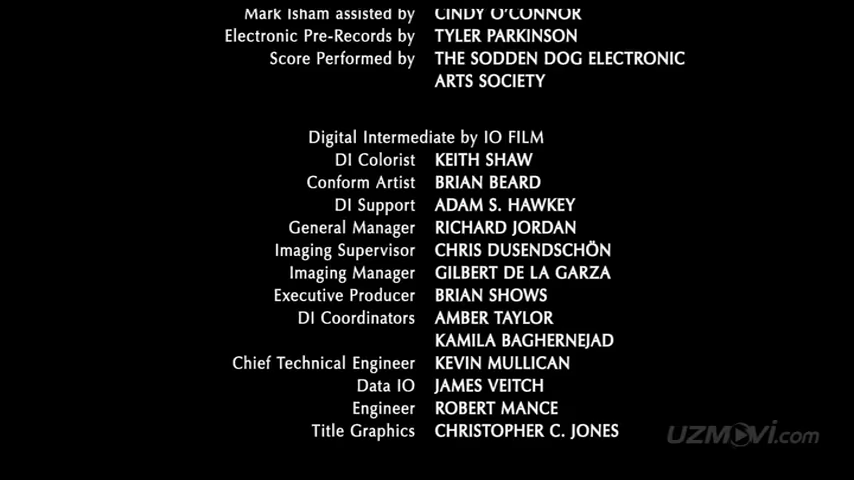 Mark Isham assisted by CINDY O'CONNOR
Electronic Pre-Records by TYLER PARKINSON
Score Performed by THE SODDEN DOG ELECTRONIC
ARTS SOCIETY
Digital Intermediate by IO FILM
DI Colorist KEITH SHAW
Conform Artist BRIAN BEARD
DI Support ADAM S. HAWKEY
General Manager RICHARD JORDAN
Imaging Supervisor CHRIS DUSENDSCHÖN
Imaging Manager GILBERT DE LA GARZA
Executive Producer BRIAN SHOWS
DI Coordinators AMBER TAYLOR
KAMILA BAGHERNEJAD
Chief Technical Engineer KEVIN MULLICAN
Data IO JAMES VEITCH
Engineer ROBERT MANCE
Title Graphics CHRISTOPHER C. JONES
UZMOVi.com